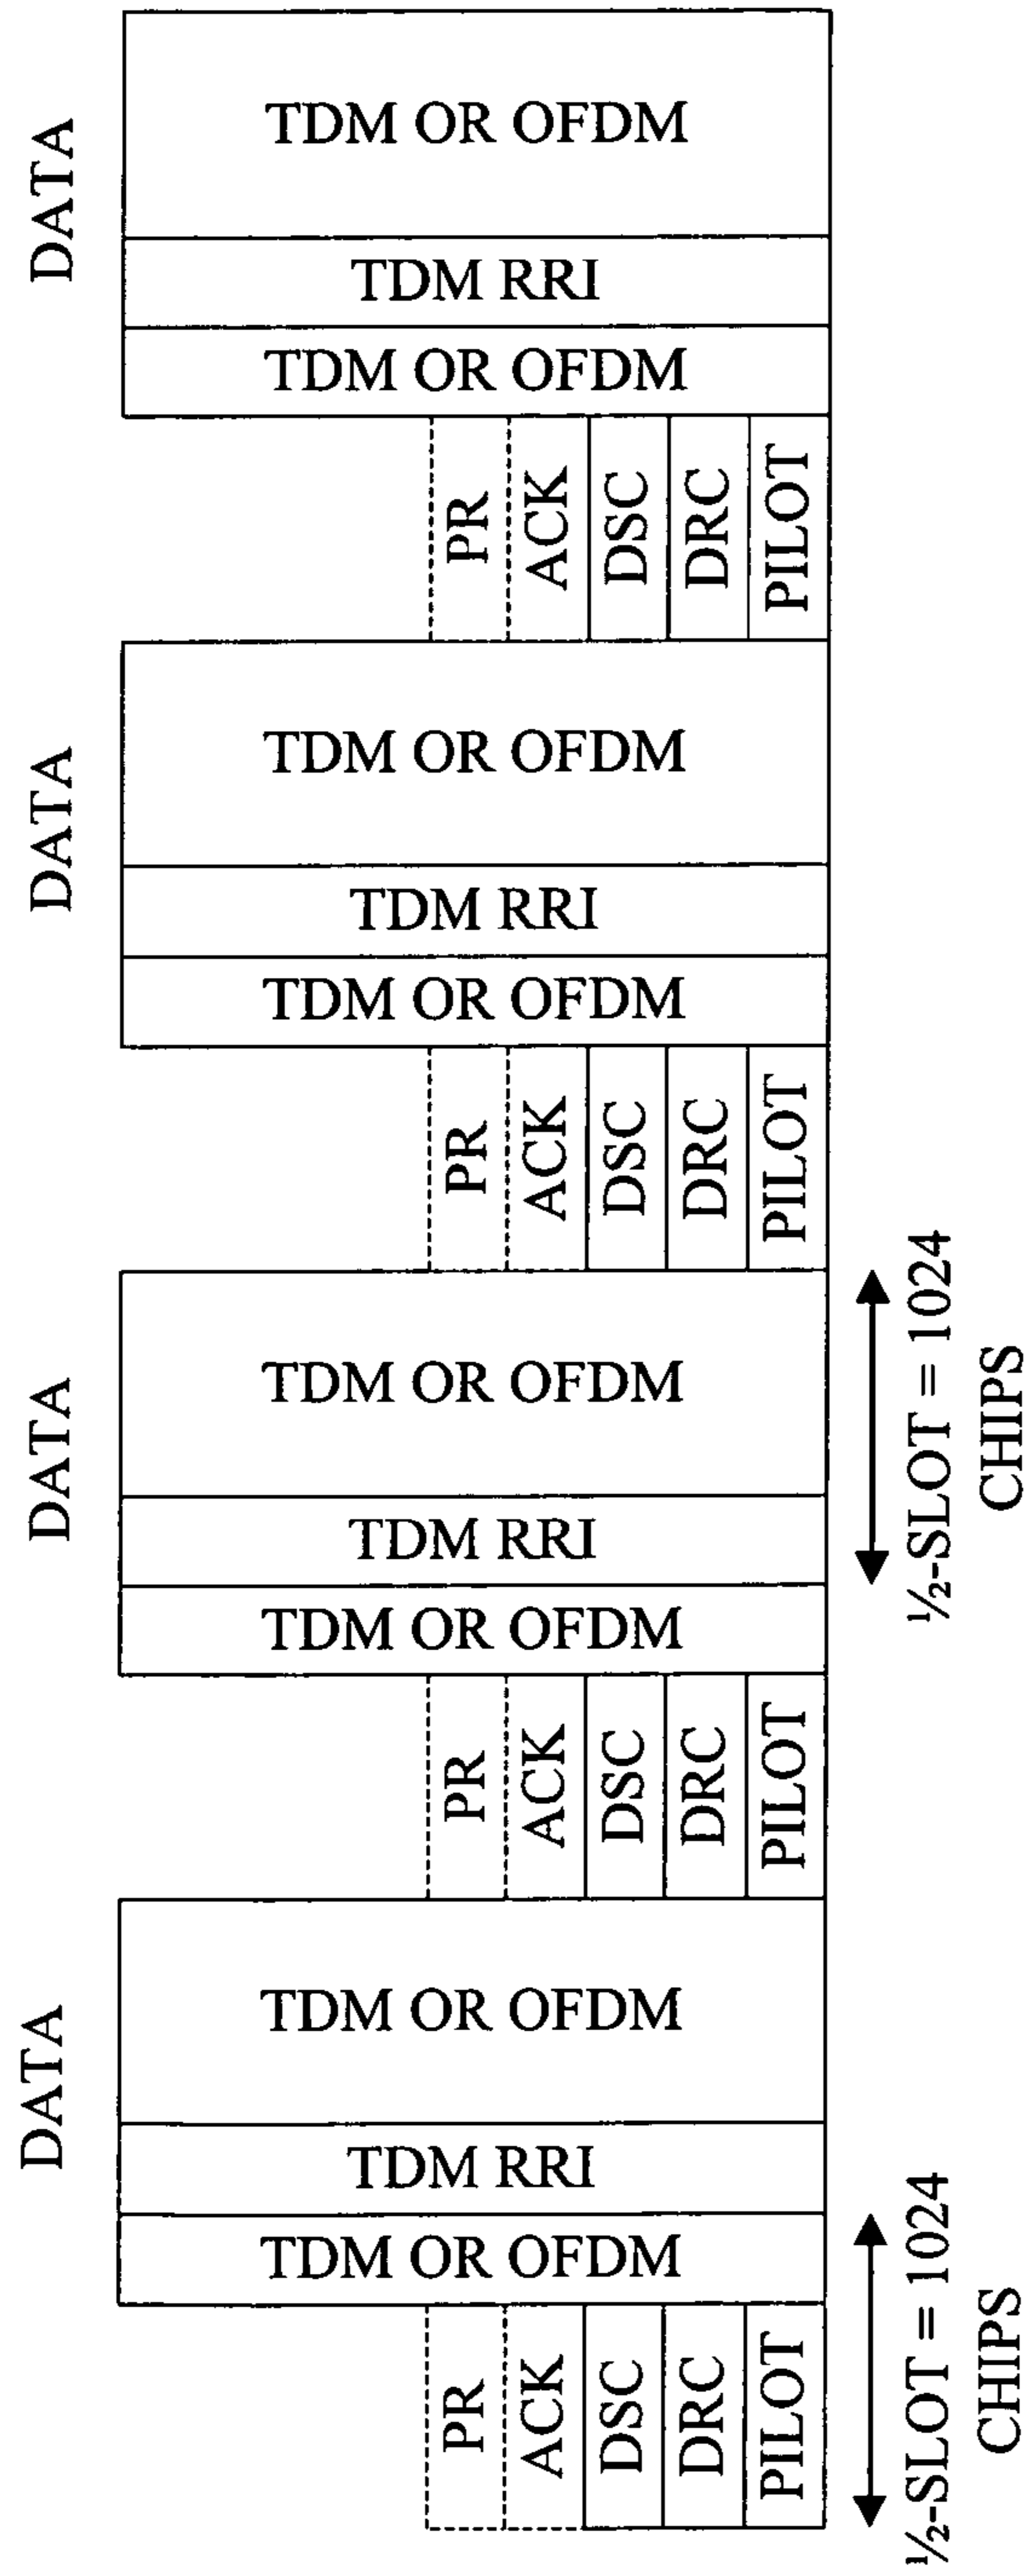 DATA
TDM OR OFDM
TDM RRI
TDM OR OFDM
PR
ACK
DSC
DRC
PILOT
DATA
TDM OR OFDM
TDM RRI
TDM OR OFDM
PR
ACK
DSC
DRC
PILOT
DATA
TDM OR OFDM
TDM RRI
TDM OR OFDM
½-SLOT = 1024
CHIPS
PR
ACK
DSC
DRC
PILOT
DATA
TDM OR OFDM
TDM RRI
TDM OR OFDM
PR
ACK
DSC
DRC
PILOT
½-SLOT = 1024
CHIPS